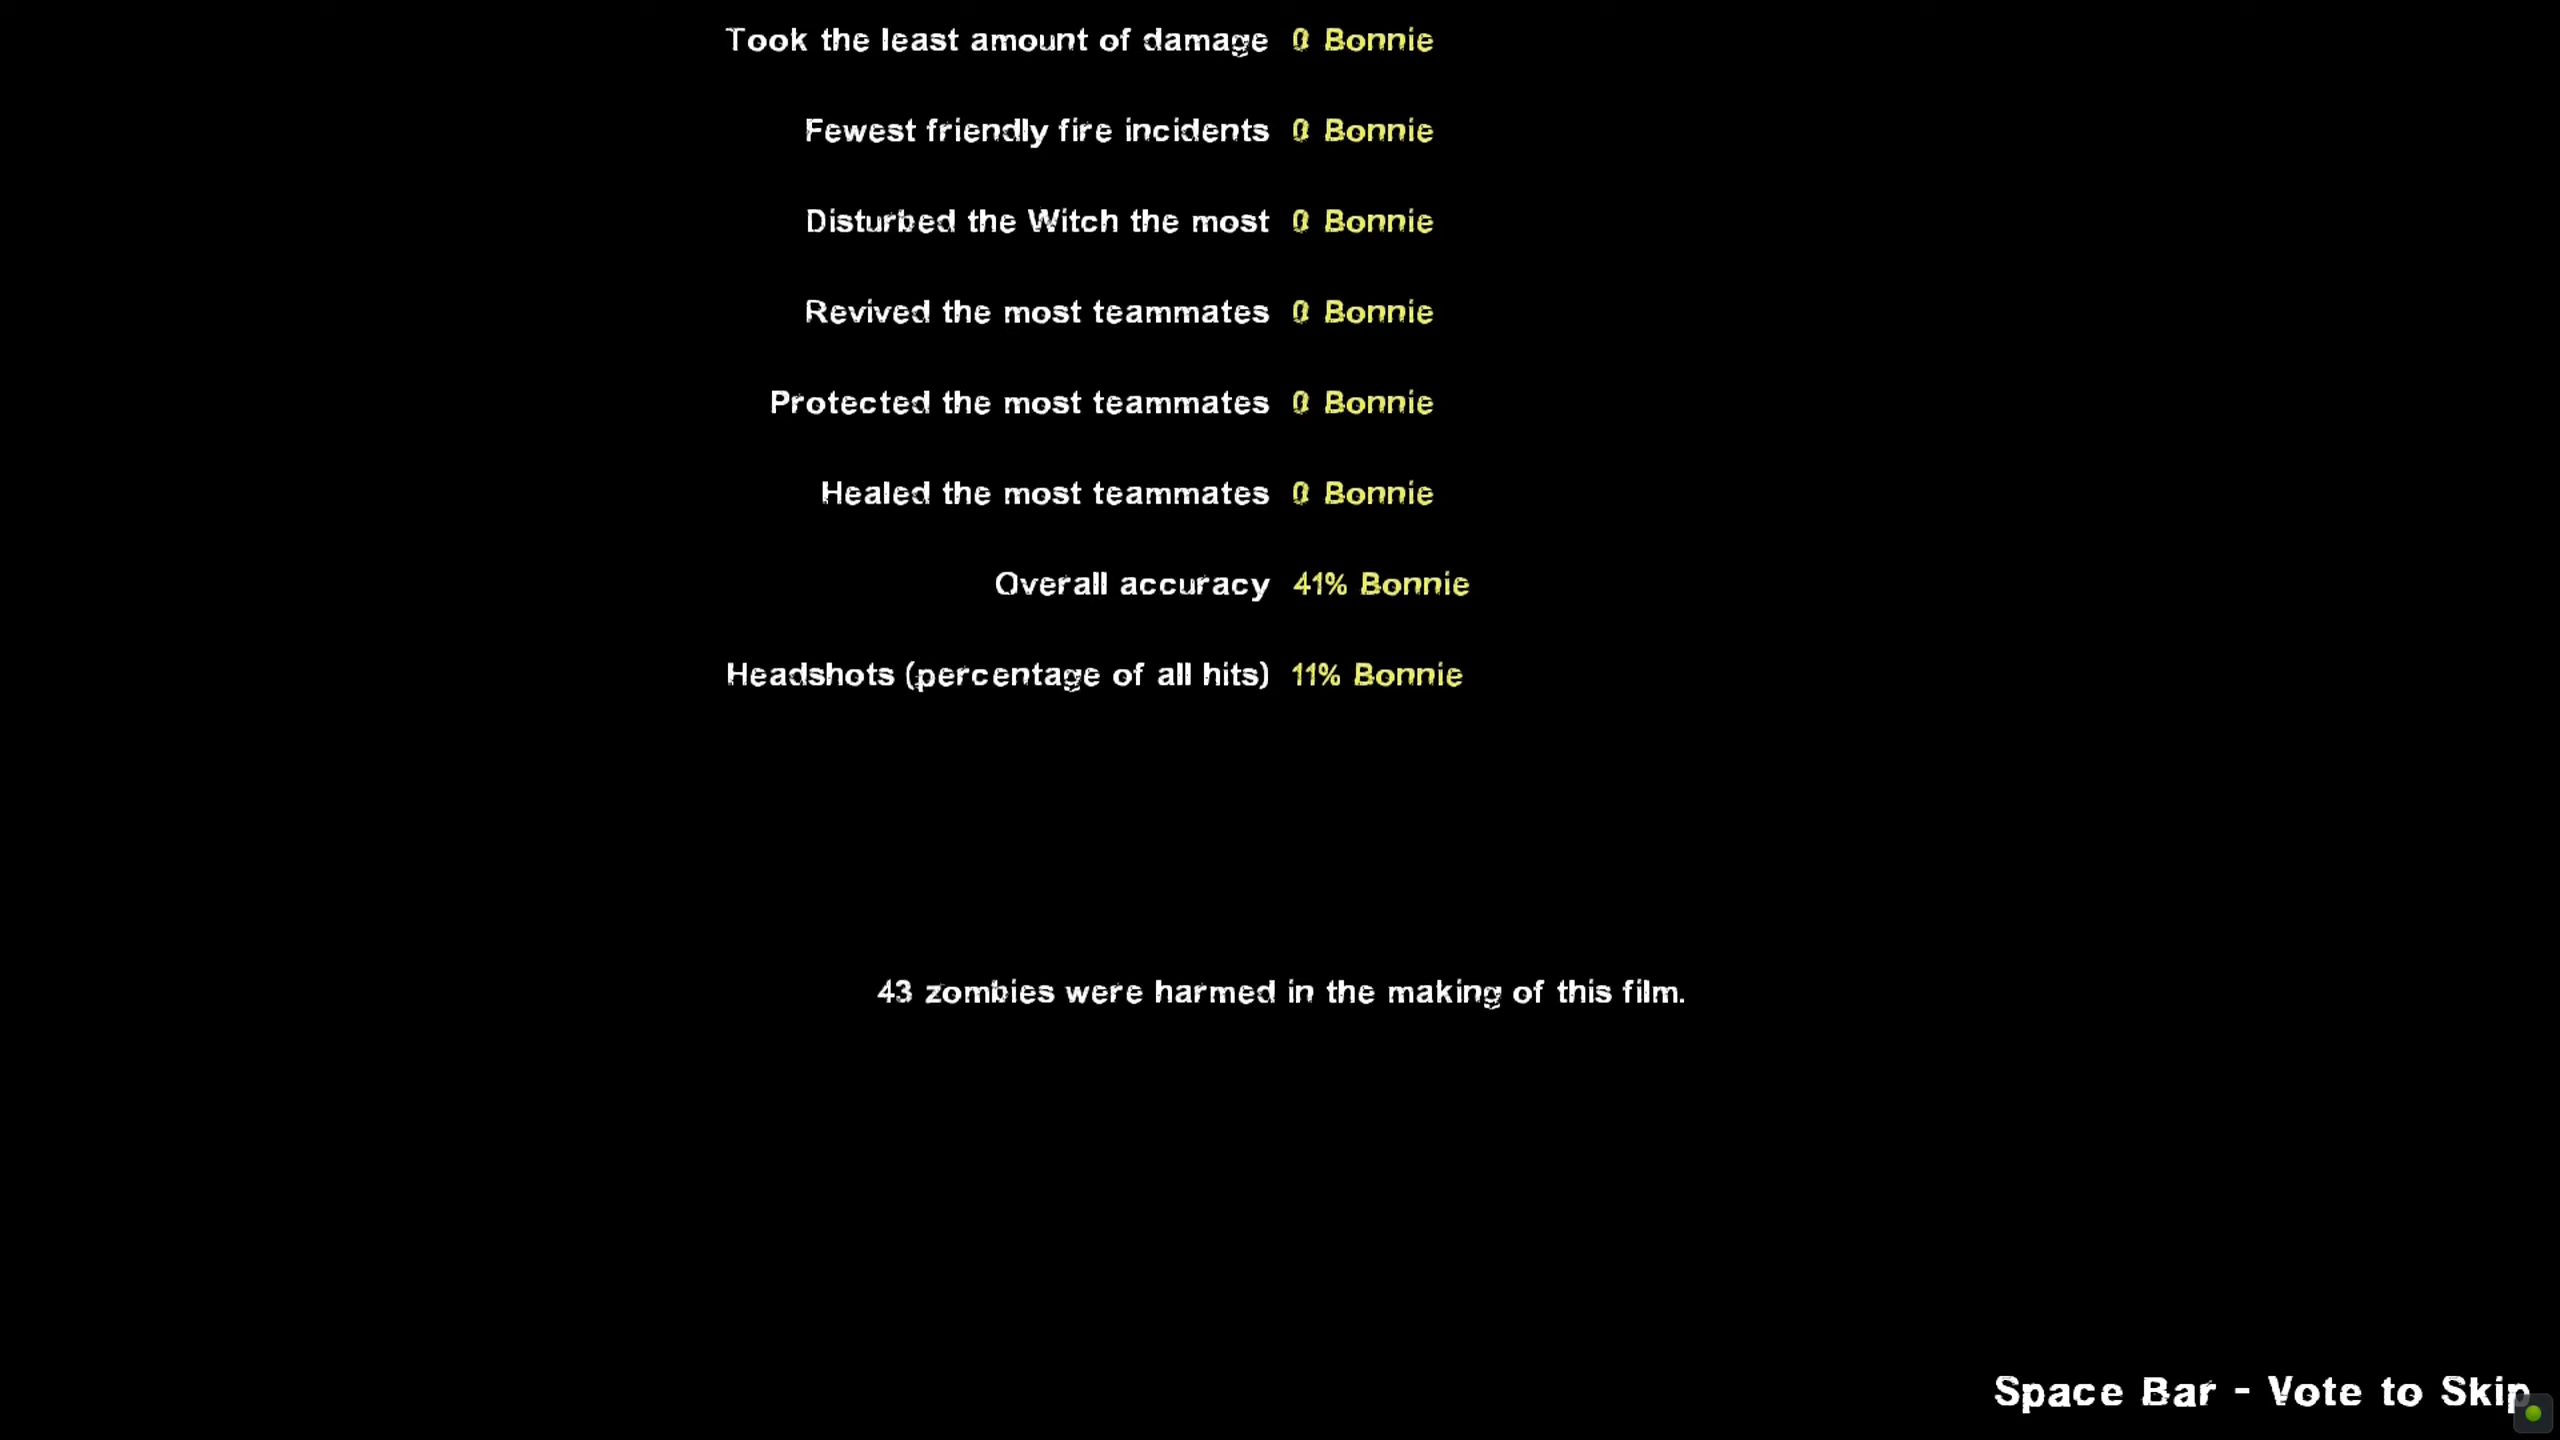 Took the least amount of damage 0 Bonnie
Fewest friendly fire incidents 0 Bonnie
Disturbed the Witch the most 0 Bonnie
Revived the most teammates 0 Bonnie
Protected the most teammates 0 Bonnie
Healed the most teammates 0 Bonnie
Overall accuracy 41% Bonnie
Headshots (percentage of all hits) 11% Bonnie
43 zombies were harmed in the making of this film.
Space Bar - Vote to Skip